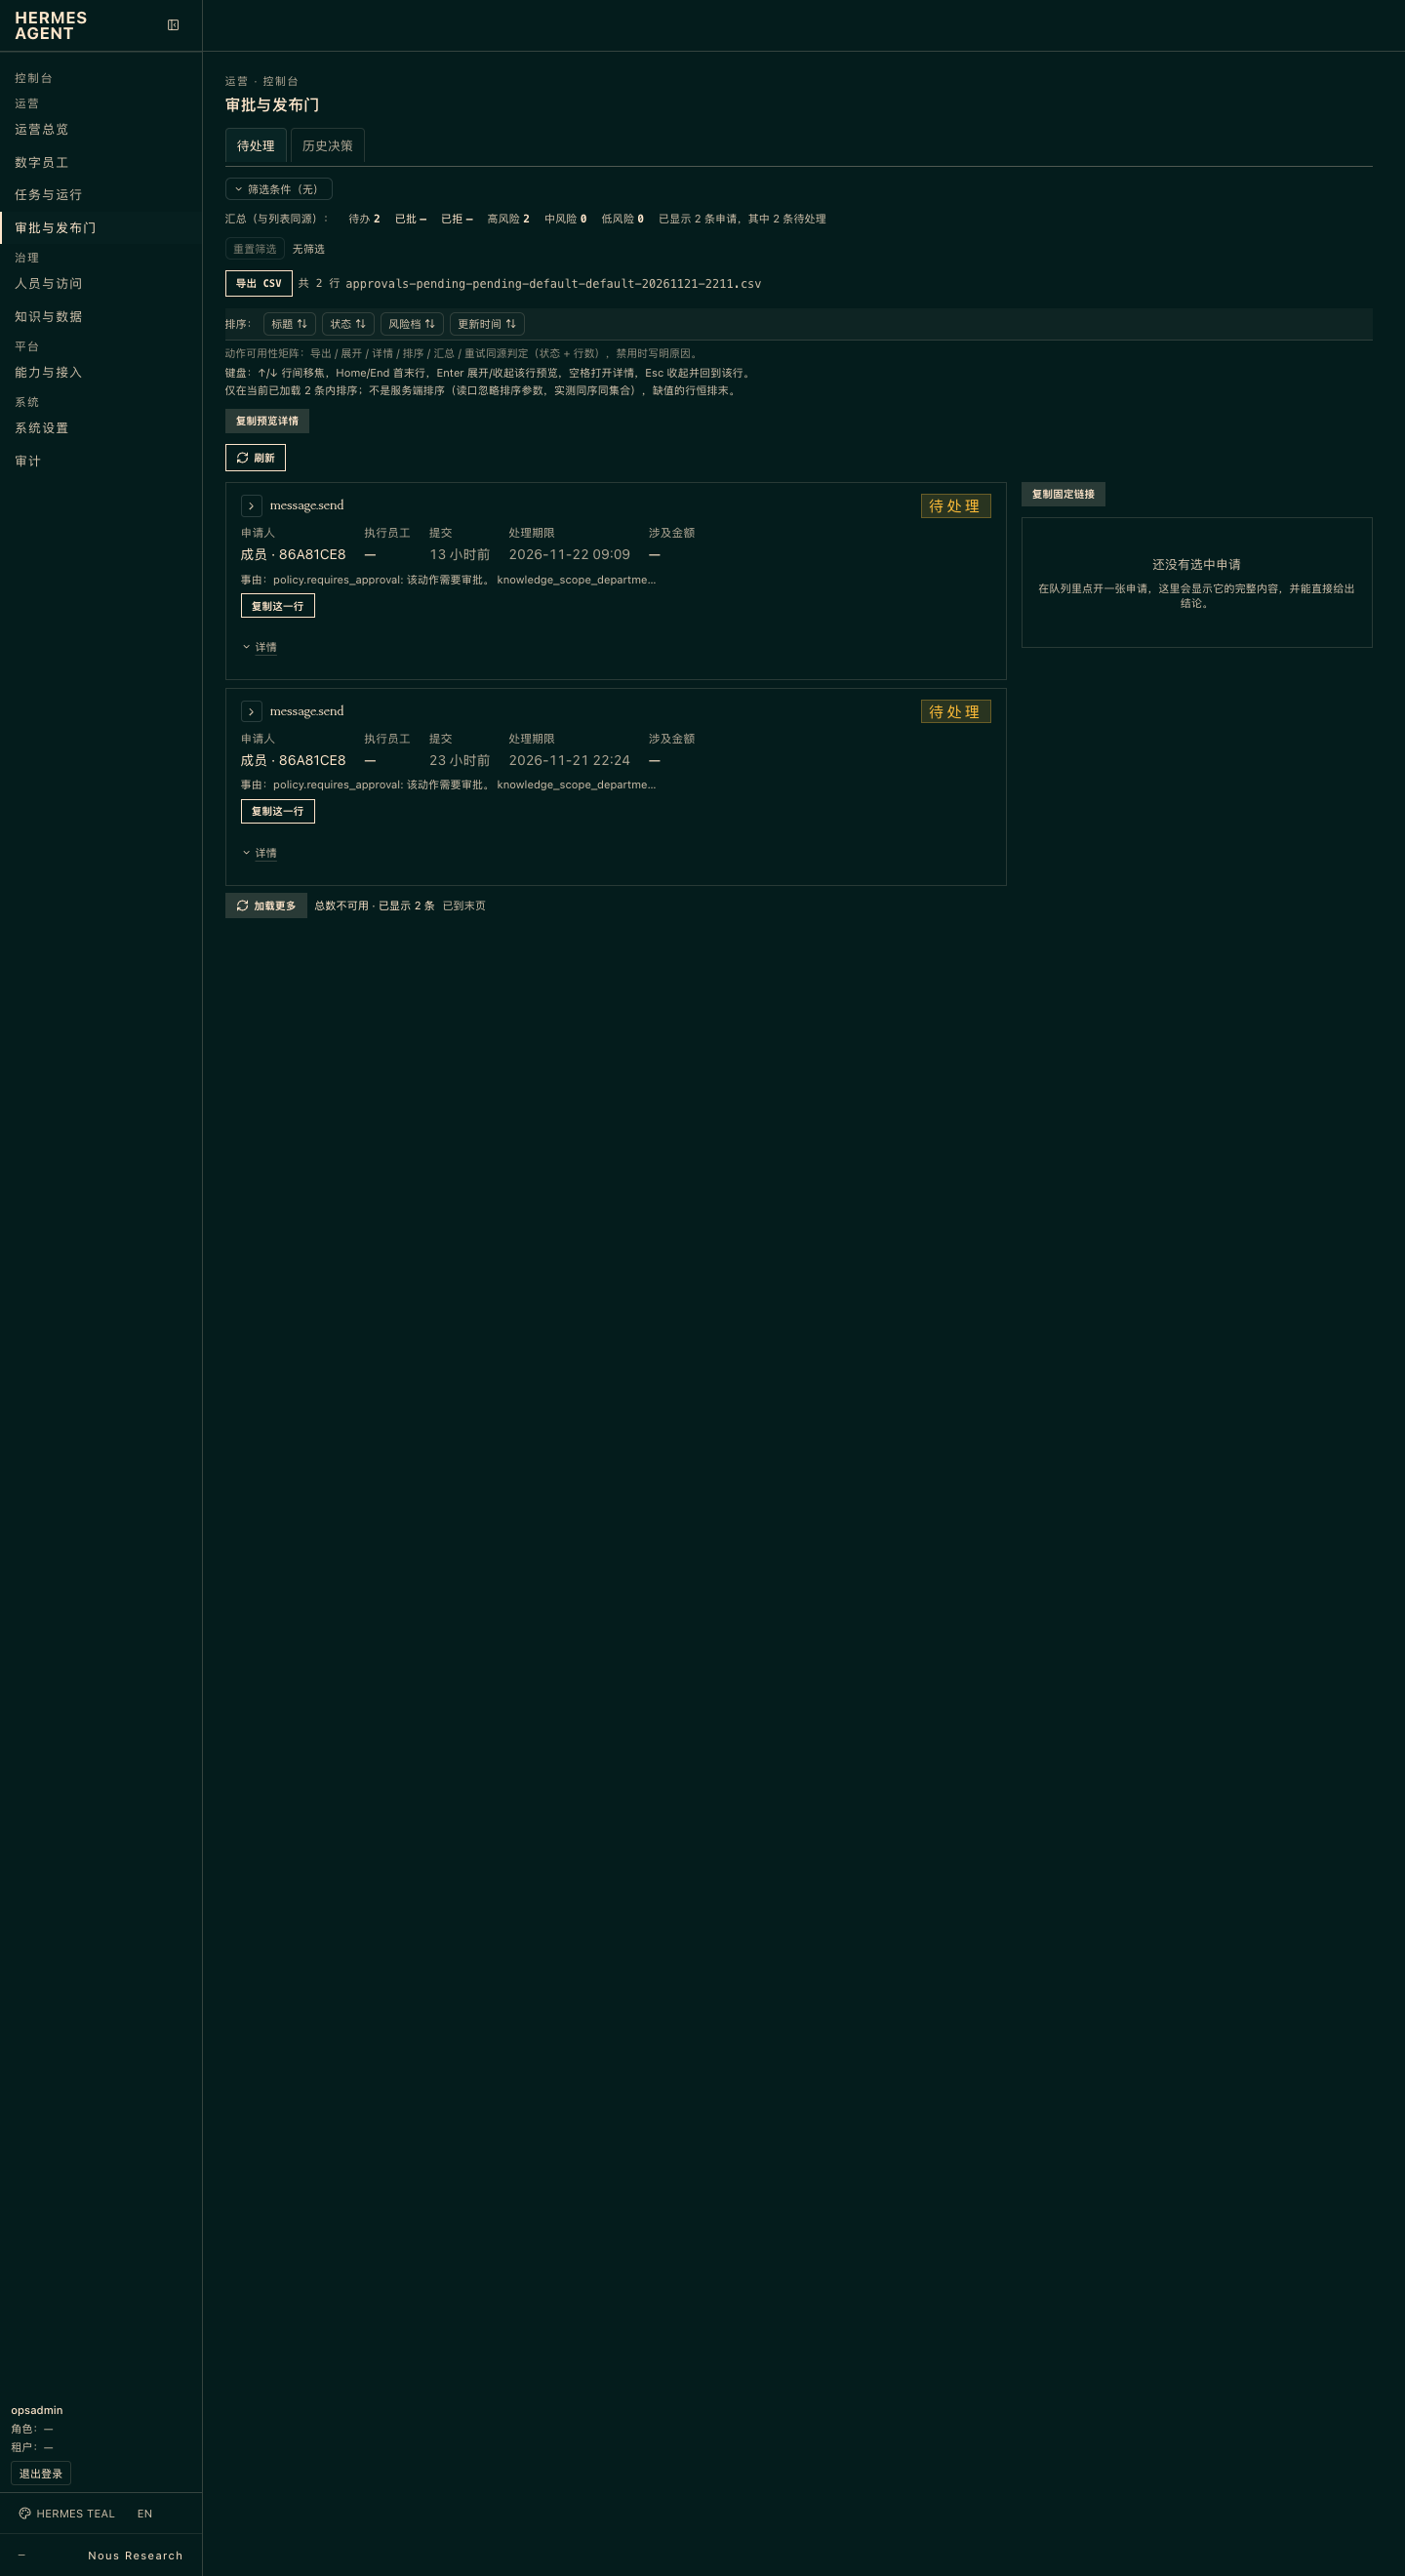 HERMES
AGENT
控制台
运营
运营总览
数字员工
任务与运行
审批与发布门
治理
人员与访问
知识与数据
平台
能力与接入
系统
系统设置
审计
运营 · 控制台
审批与发布门
待处理 历史决策
筛选条件（无）
汇总（与列表同源）： 待办 2 已批 — 已拒 — 高风险 2 中风险 0 低风险 0 已显示 2 条申请，其中 2 条待处理
重置筛选 无筛选
导出 CSV 共 2 行 approvals-pending-pending-default-default-20261121-2211.csv
排序： 标题 ↑↓ 状态 ↑↓ 风险档 ↑↓ 更新时间 ↑↓
动作可用性矩阵：导出 / 展开 / 详情 / 排序 / 汇总 / 重试同源判定（状态 + 行数），禁用时写明原因。
键盘：↑/↓ 行间移焦，Home/End 首末行，Enter 展开/收起该行预览，空格打开详情，Esc 收起并回到该行。
仅在当前已加载 2 条内排序；不是服务端排序（读口忽略排序参数，实测同序同集合），缺值的行恒排末。
复制预览详情
刷新
message.send 待处理
申请人 执行员工 提交 处理期限 涉及金额
成员 · 86A81CE8 — 13 小时前 2026-11-22 09:09 —
事由：policy.requires_approval: 该动作需要审批。 knowledge_scope_departme...
复制这一行
详情
message.send 待处理
申请人 执行员工 提交 处理期限 涉及金额
成员 · 86A81CE8 — 23 小时前 2026-11-21 22:24 —
事由：policy.requires_approval: 该动作需要审批。 knowledge_scope_departme...
复制这一行
详情
加载更多 总数不可用 · 已显示 2 条 已到末页
复制固定链接
还没有选中申请
在队列里点开一张申请，这里会显示它的完整内容，并能直接给出
结论。
opsadmin
角色：—
租户：—
退出登录
HERMES TEAL EN
— Nous Research